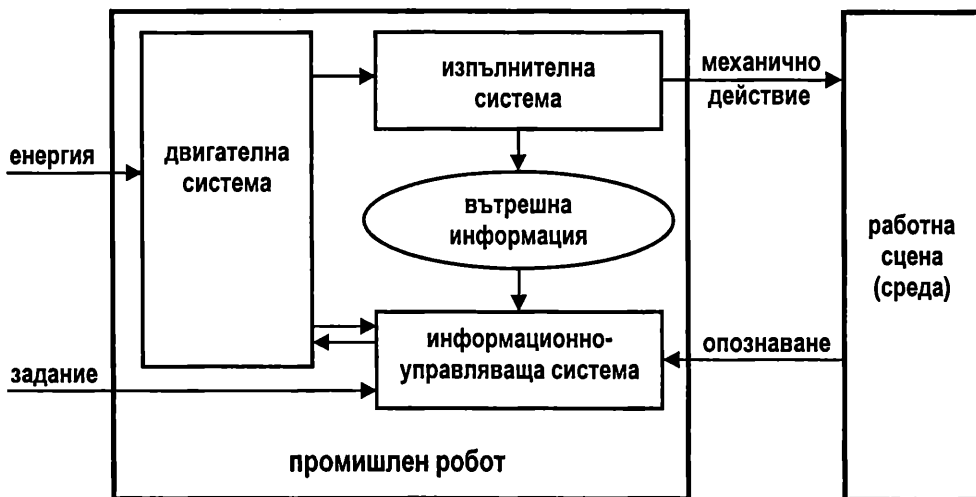 изпълнителна
система
механично
действие
енергия
двигателна
система
вътрешна
информация
работна
сцена
(среда)
информационно-
управляваща система
опознаване
задание
промишлен робот